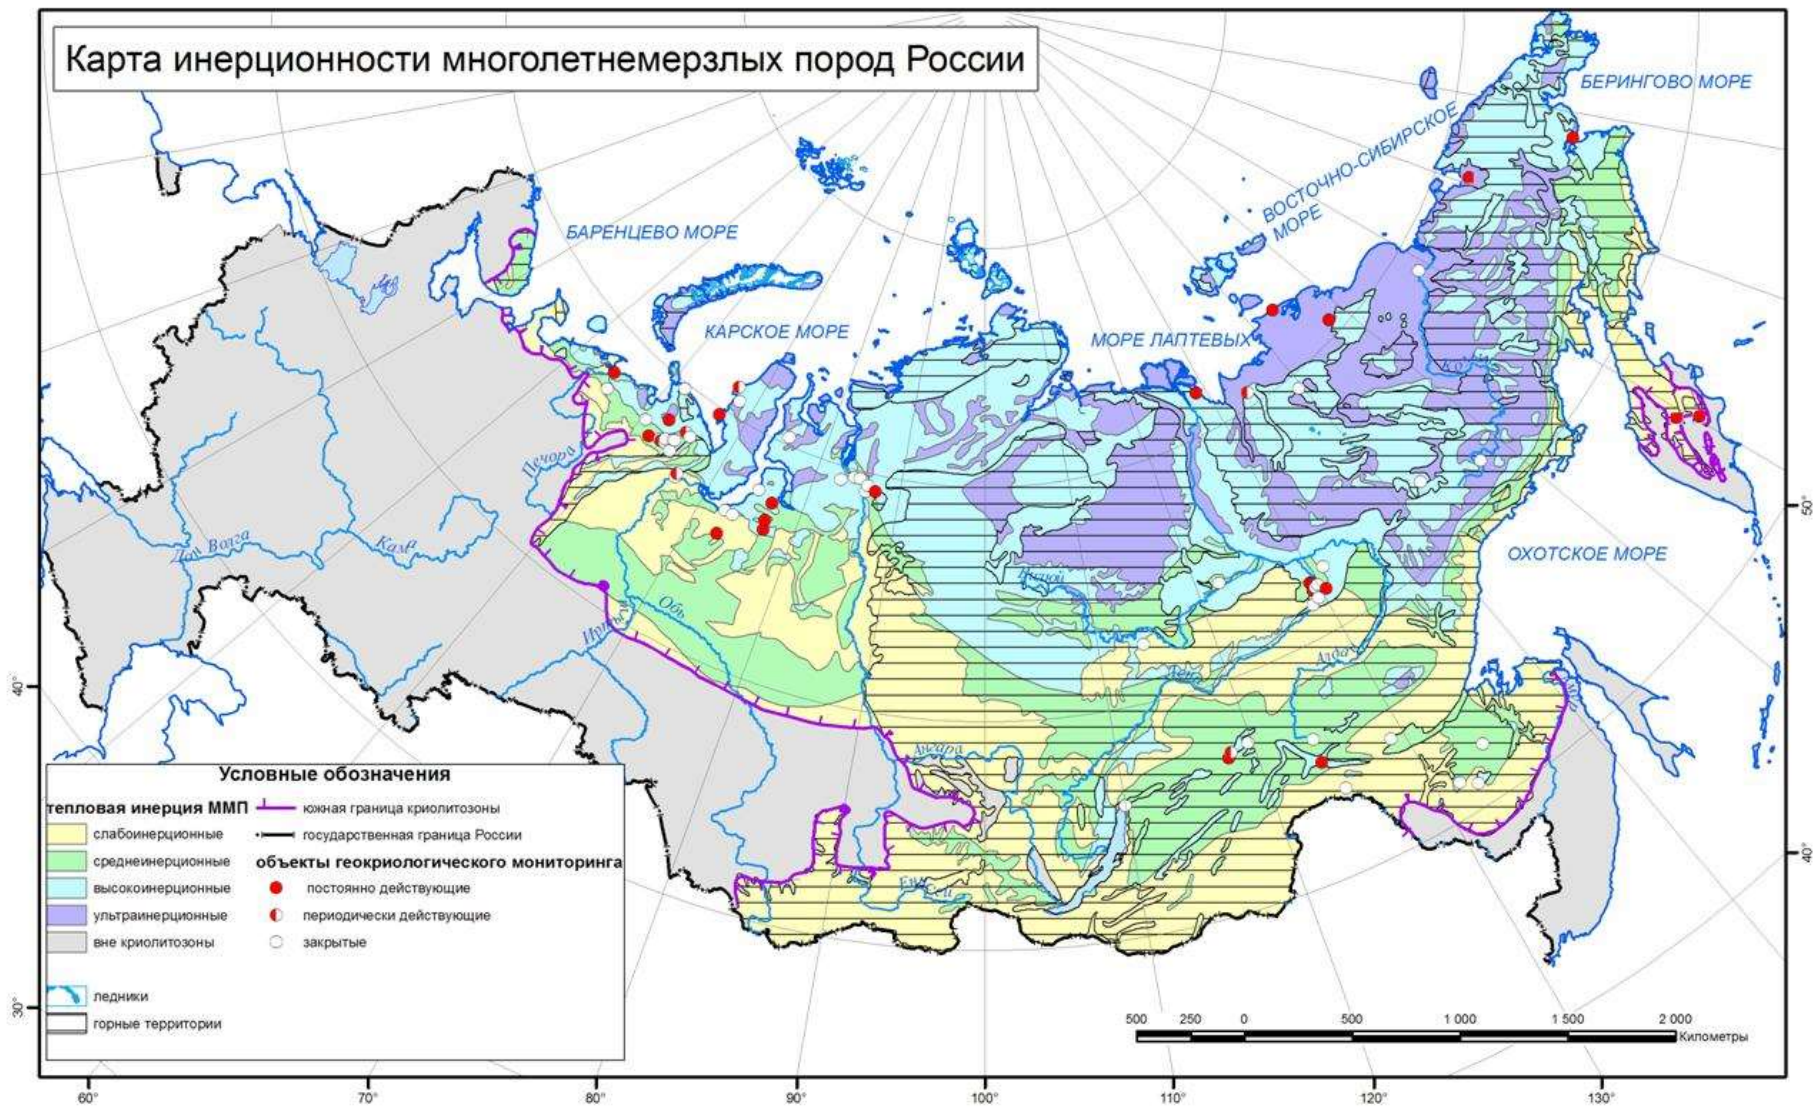 Карта инерционности многолетнемерзлых пород России
БЕРИНГОВО МОРЕ
ВОСТОЧНО-СИБИРСКОЕ
МОРЕ
БАРЕНЦЕВО МОРЕ
КАРСКОЕ МОРЕ
МОРЕ ЛАПТЕВЫХ
ОХОТСКОЕ МОРЕ
Печора
Дон
Волга
Кама
Обь
Иртыш
Вилюй
Лена
Алдан
Ангара
Енисей
Амур
50°
40°
40°
30°
Условные обозначения
тепловая инерция ММП
слабоинерционные
среднеинерционные
высокоинерционные
ультраинерционные
вне криолитозоны
ледники
горные территории
южная граница криолитозоны
государственная граница России
объекты геокриологического мониторинга
постоянно действующие
периодически действующие
закрытые
500 250 0 500 1 000 1 500 2 000
Километры
60° 70° 80° 90° 100° 110° 120° 130°